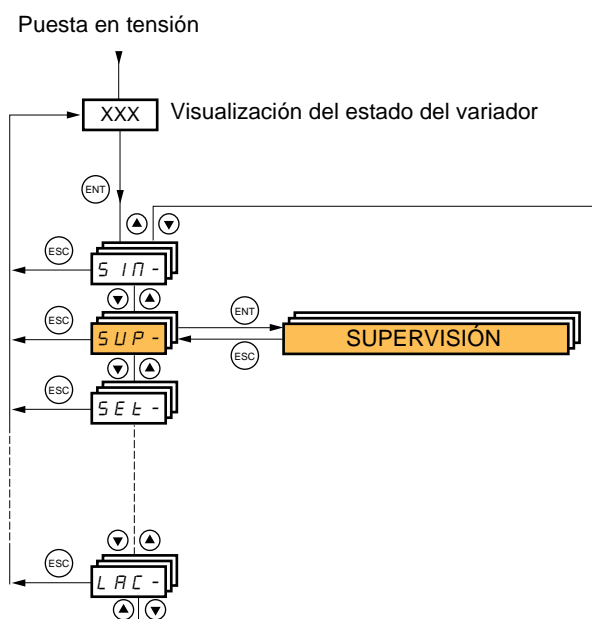 Puesta en tensión
XXX Visualización del estado del variador
ENT
ESC
SIM-
ESC
SUP-
ENT
SUPERVISIÓN
ESC
ESC
SEt-
ESC
LAC-